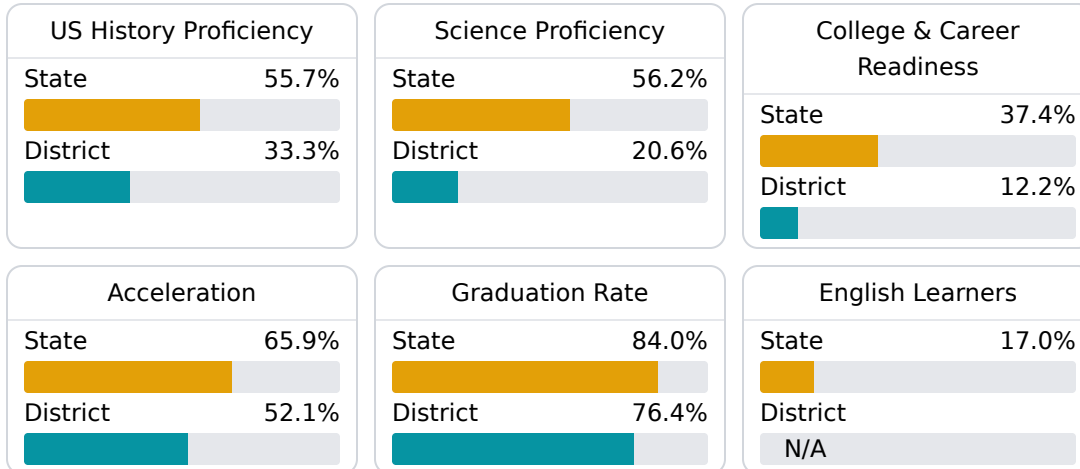 US History Proficiency
State 55.7%
District 33.3%
Science Proficiency
State 56.2%
District 20.6%
College & Career
Readiness
State 37.4%
District 12.2%
Acceleration
State 65.9%
District 52.1%
Graduation Rate
State 84.0%
District 76.4%
English Learners
State 17.0%
District
N/A